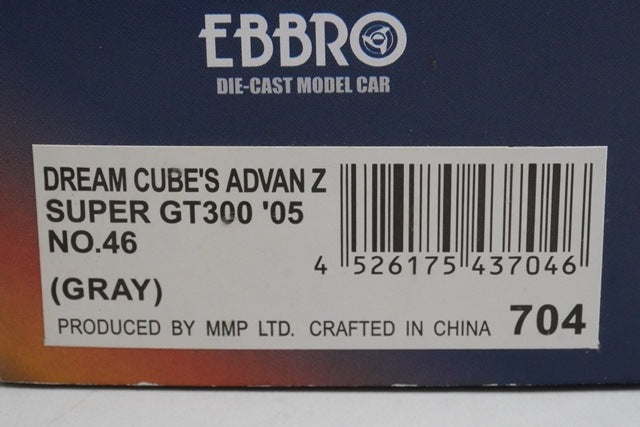 EBBRO
DIE-CAST MODEL CAR
DREAM CUBE'S ADVAN Z
SUPER GT300 '05
NO.46
(GRAY)
4 526175 437046
PRODUCED BY MMP LTD. CRAFTED IN CHINA 704